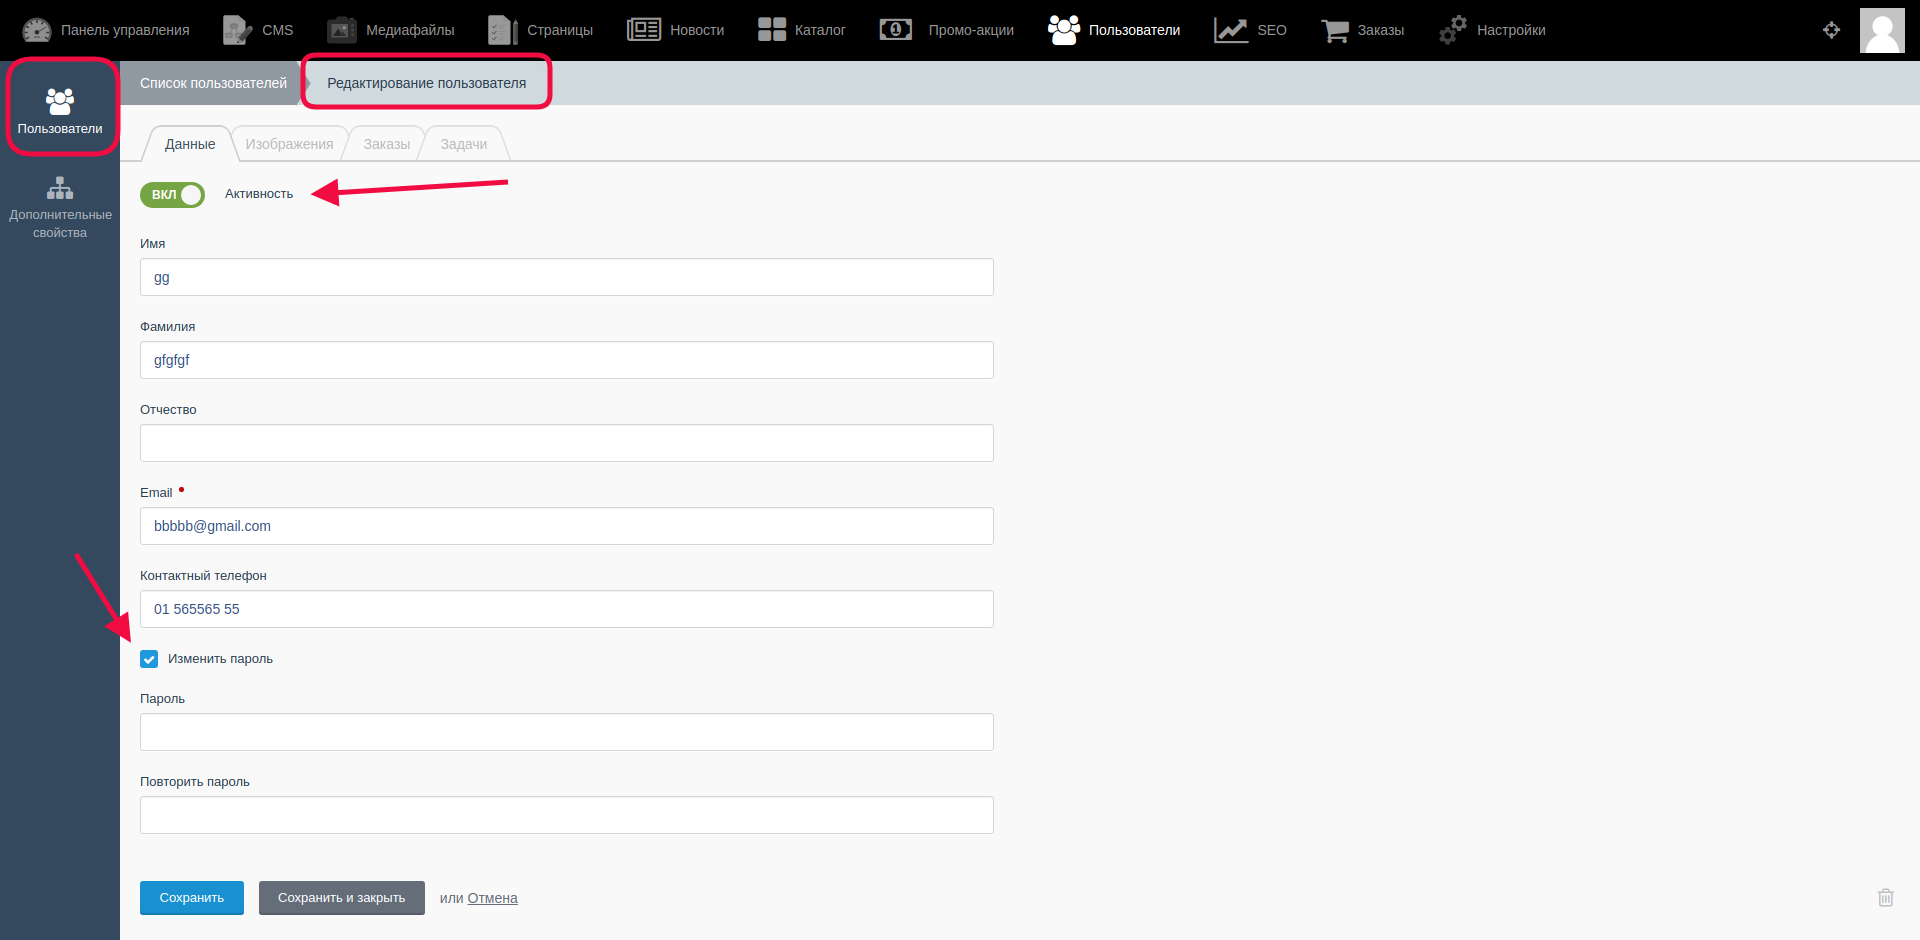 Панель управления CMS Медиафайлы Страницы Новости Каталог Промо-акции Пользователи SEO Заказы Настройки
Список пользователей Редактирование пользователя
Пользователи
Дополнительные
свойства
Данные Изображения Заказы Задачи
ВКЛ Активность
Имя
gg
Фамилия
gfgfgf
Отчество
Email
bbbbb@gmail.com
Контактный телефон
01 565565 55
Изменить пароль
Пароль
Повторить пароль
Сохранить Сохранить и закрыть или Отмена